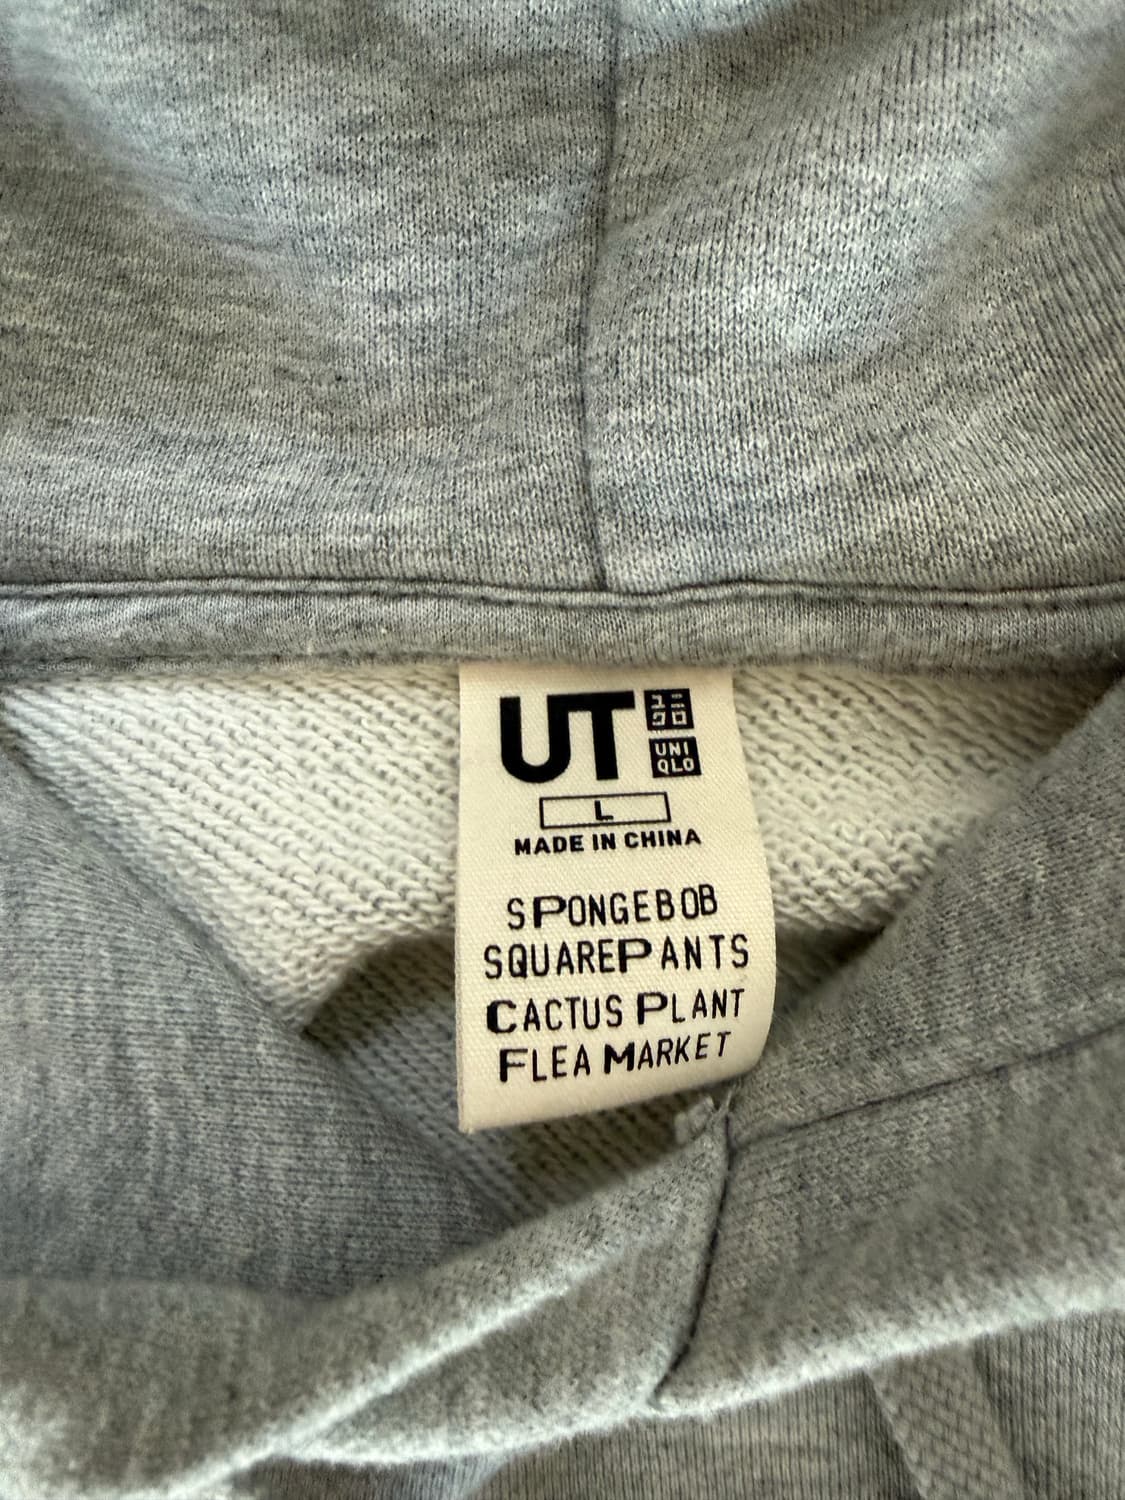 UT
ユニ
クロ
UNI
QLO
L
MADE IN CHINA
SPONGEBOB
SQUAREPANTS
CACTUS PLANT
FLEA MARKET